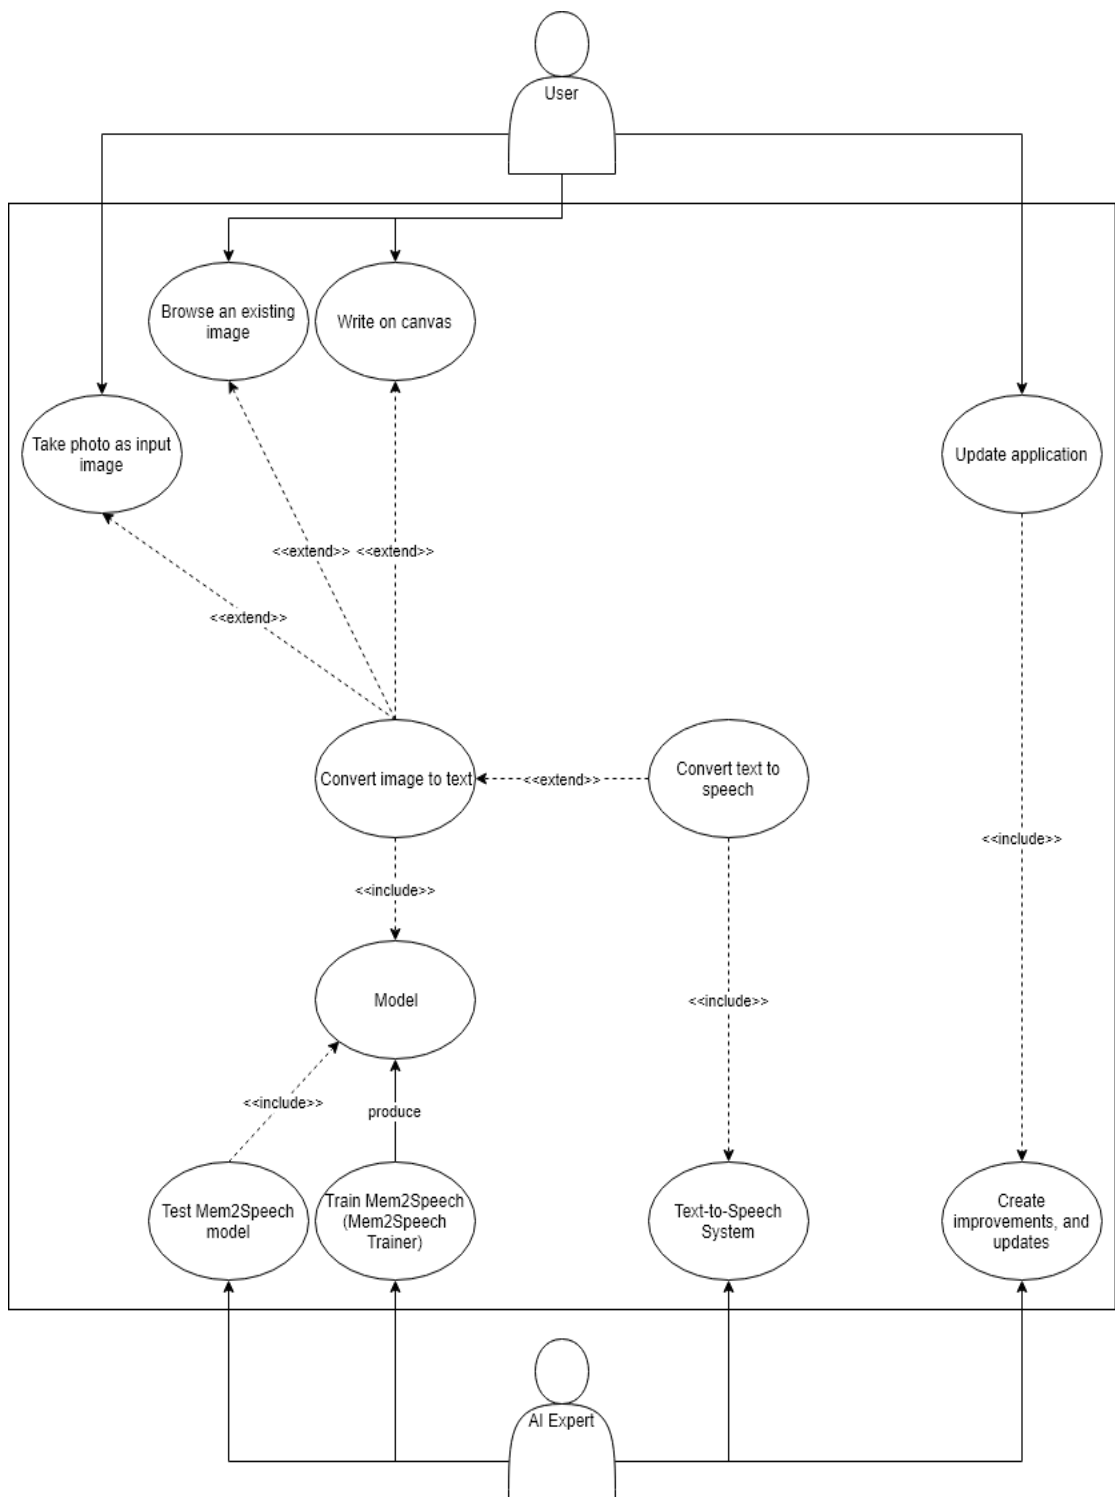 User
Browse an existing
image
Write on canvas
Take photo as input
image
Update application
<<extend>>
<<extend>>
<<extend>>
Convert image to text
<<extend>>
Convert text to
speech
<<include>>
<<include>>
Model
<<include>>
<<include>>
produce
Test Mem2Speech
model
Train Mem2Speech
(Mem2Speech
Trainer)
Text-to-Speech
System
Create
improvements, and
updates
AI Expert